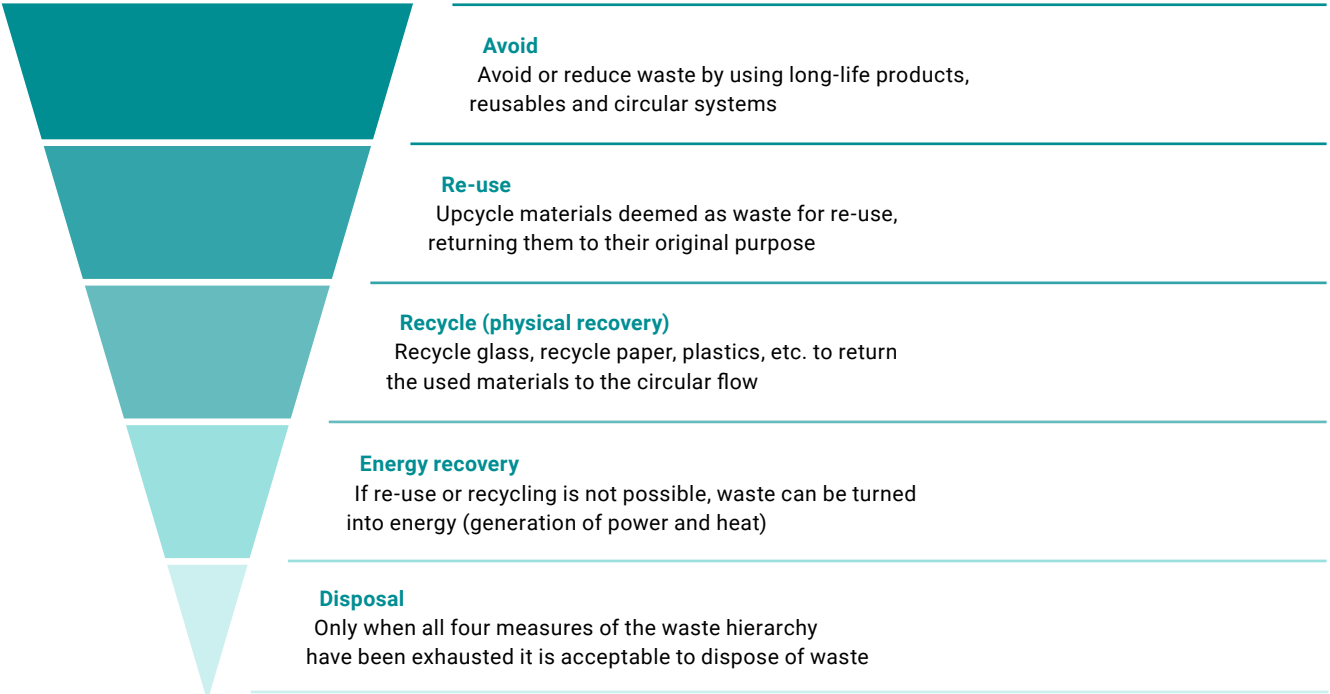 Avoid
Avoid or reduce waste by using long-life products,
reusables and circular systems
Re-use
Upcycle materials deemed as waste for re-use,
returning them to their original purpose
Recycle (physical recovery)
Recycle glass, recycle paper, plastics, etc. to return
the used materials to the circular flow
Energy recovery
If re-use or recycling is not possible, waste can be turned
into energy (generation of power and heat)
Disposal
Only when all four measures of the waste hierarchy
have been exhausted it is acceptable to dispose of waste